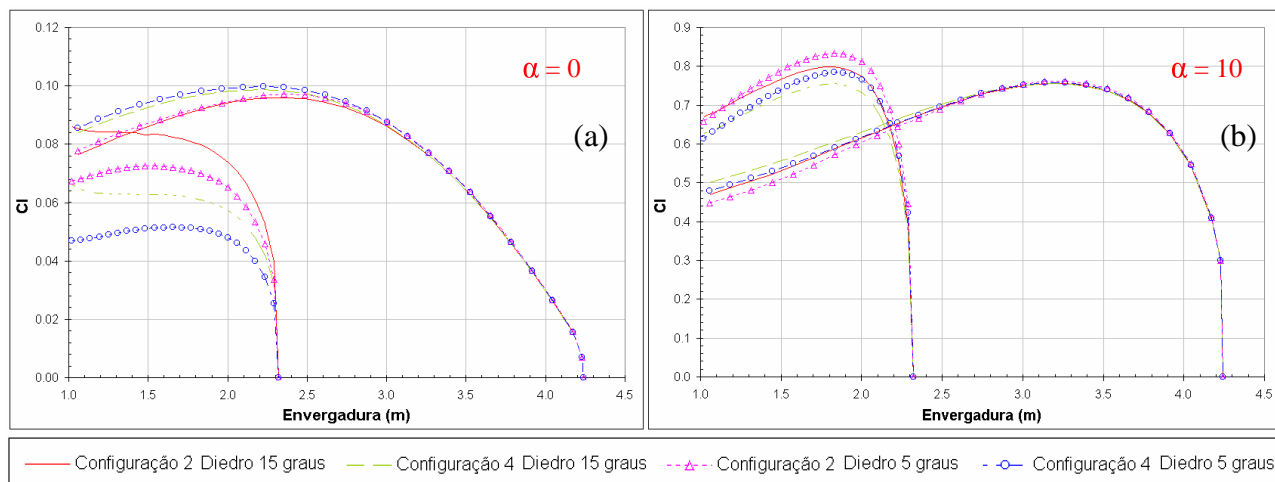 0.12
0.10
0.08
0.06
0.04
0.02
0.00
Cl
1.0 1.5 2.0 2.5 3.0 3.5 4.0 4.5
Envergadura (m)
α = 0
(a)
0.9
0.8
0.7
0.6
0.5
0.4
0.3
0.2
0.1
0.0
Cl
1.0 1.5 2.0 2.5 3.0 3.5 4.0 4.5
Envergadura (m)
α = 10
(b)
Configuração 2 Diedro 15 graus Configuração 4 Diedro 15 graus Configuração 2 Diedro 5 graus Configuração 4 Diedro 5 graus